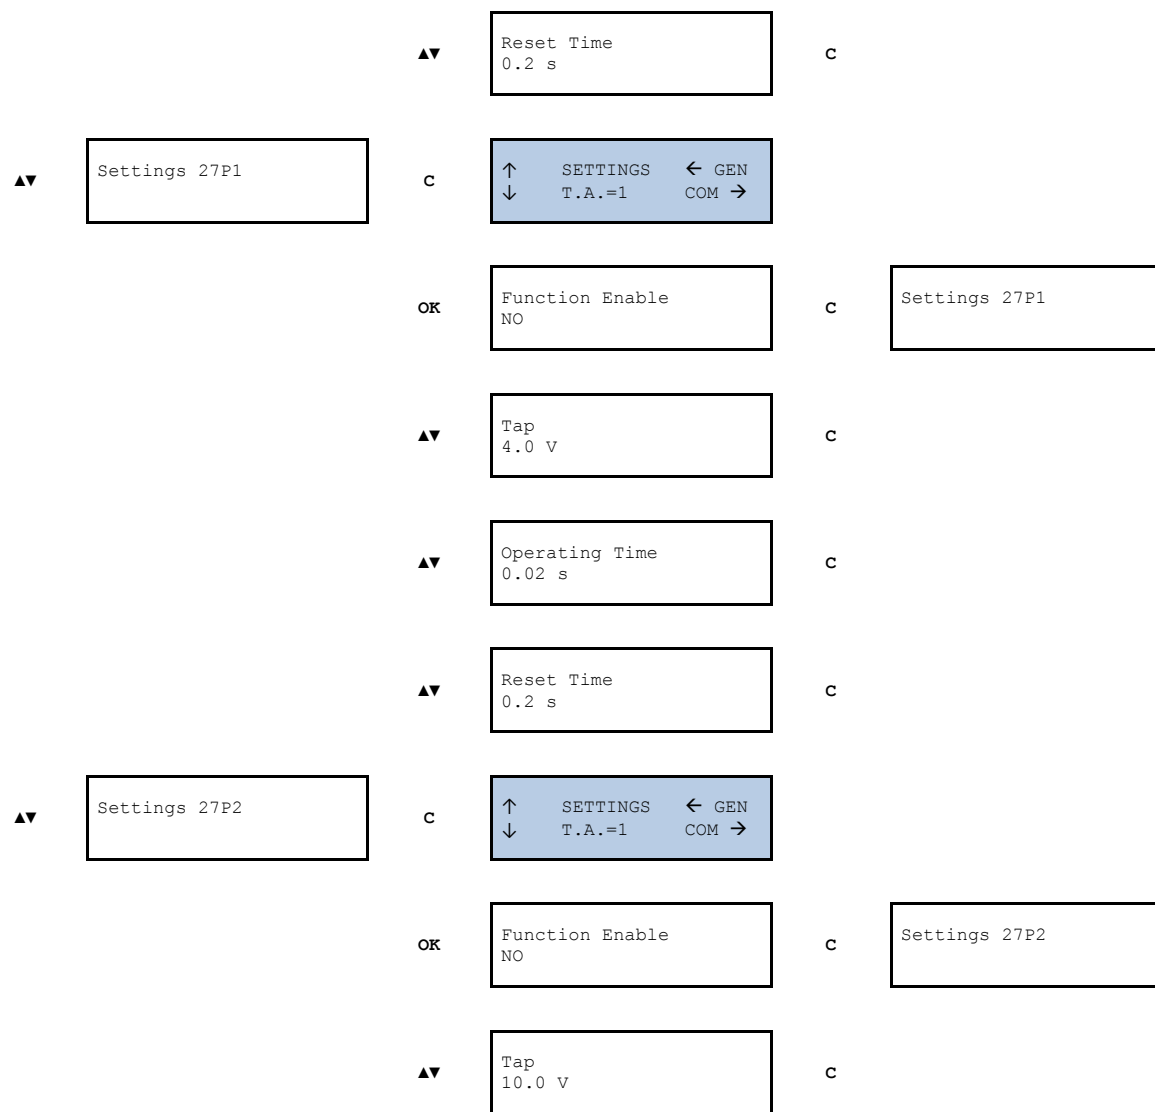 ▲▼ Reset Time C
0.2 s
▲▼ Settings 27P1 C ↑ SETTINGS ← GEN
↓ T.A.=1 COM →
OK Function Enable C Settings 27P1
NO
▲▼ Tap C
4.0 V
▲▼ Operating Time C
0.02 s
▲▼ Reset Time C
0.2 s
▲▼ Settings 27P2 C ↑ SETTINGS ← GEN
↓ T.A.=1 COM →
OK Function Enable C Settings 27P2
NO
▲▼ Tap C
10.0 V